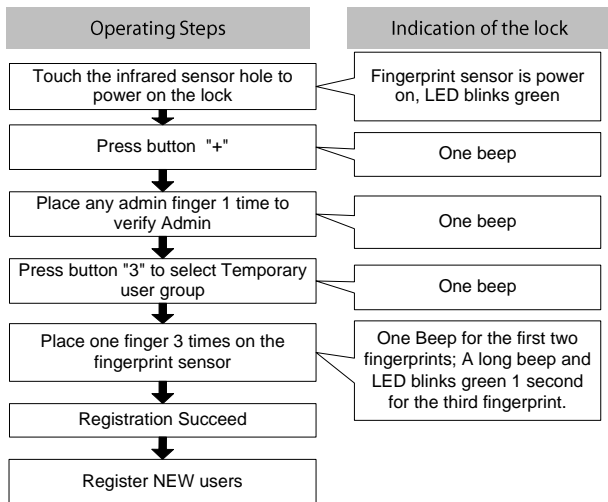 Operating Steps
Indication of the lock
Touch the infrared sensor hole to
power on the lock
Fingerprint sensor is power
on, LED blinks green
Press button "+"
One beep
Place any admin finger 1 time to
verify Admin
One beep
Press button "3" to select Temporary
user group
One beep
Place one finger 3 times on the
fingerprint sensor
One Beep for the first two
fingerprints; A long beep and
LED blinks green 1 second
for the third fingerprint.
Registration Succeed
Register NEW users